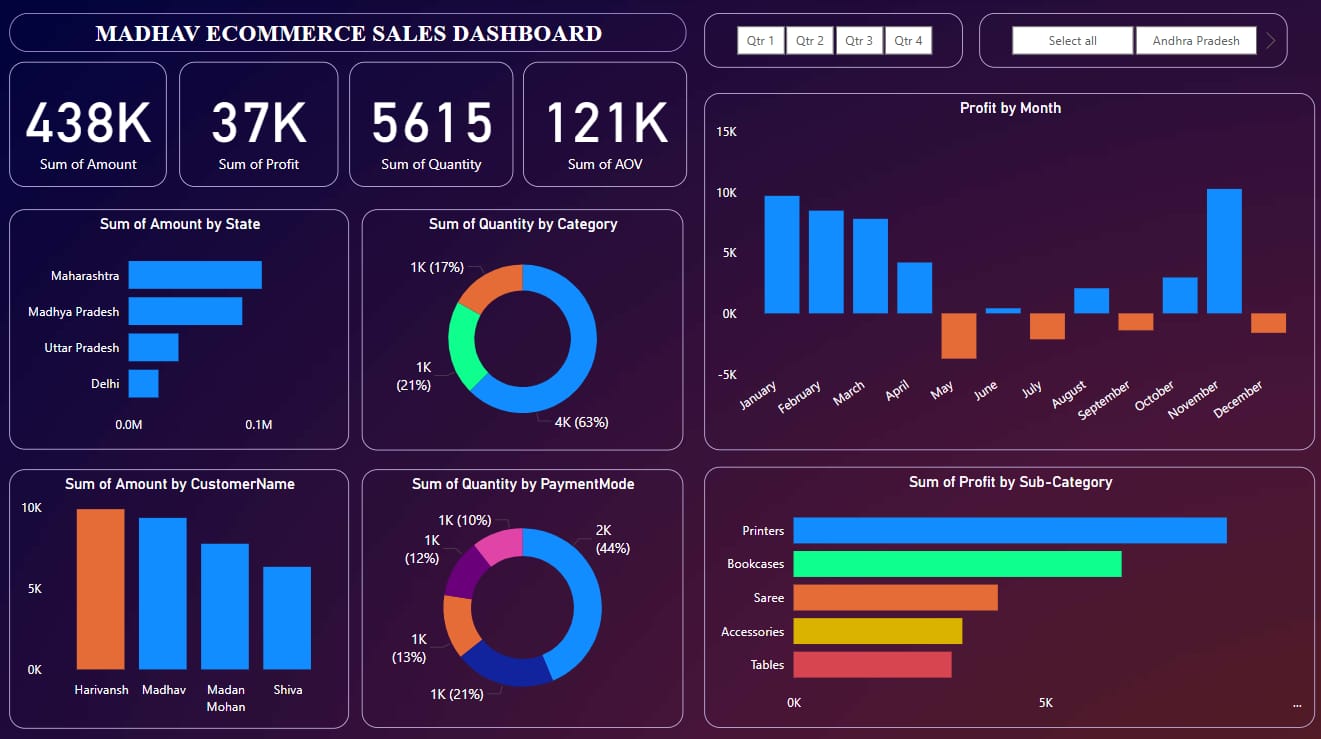 MADHAV ECOMMERCE SALES DASHBOARD
Qtr 1 Qtr 2 Qtr 3 Qtr 4
Select all Andhra Pradesh
438K
Sum of Amount
37K
Sum of Profit
5615
Sum of Quantity
121K
Sum of AOV
Profit by Month
15K
10K
5K
0K
-5K
January February March April May June July August September October November December
Sum of Amount by State
Maharashtra
Madhya Pradesh
Uttar Pradesh
Delhi
0.0M 0.1M
Sum of Quantity by Category
1K (17%)
1K
(21%)
4K (63%)
Sum of Amount by CustomerName
10K
5K
0K
Harivansh Madhav Madan Shiva
Mohan
Sum of Quantity by PaymentMode
1K (10%)
2K
(44%)
1K
(12%)
1K
(13%)
1K (21%)
Sum of Profit by Sub-Category
Printers
Bookcases
Saree
Accessories
Tables
0K 5K ...